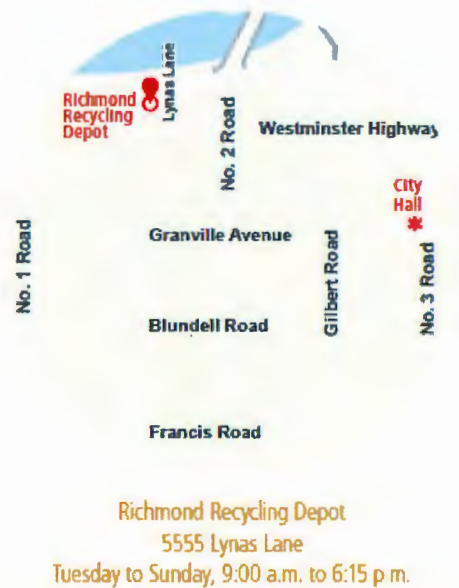 Lynas Lane
Richmond
Recycling
Depot
No. 2 Road
Westminster Highway
City
Hall
No. 1 Road
Granville Avenue
Gilbert Road
No. 3 Road
Blundell Road
Francis Road
Richmond Recycling Depot
5555 Lynas Lane
Tuesday to Sunday, 9:00 a.m. to 6:15 p.m.